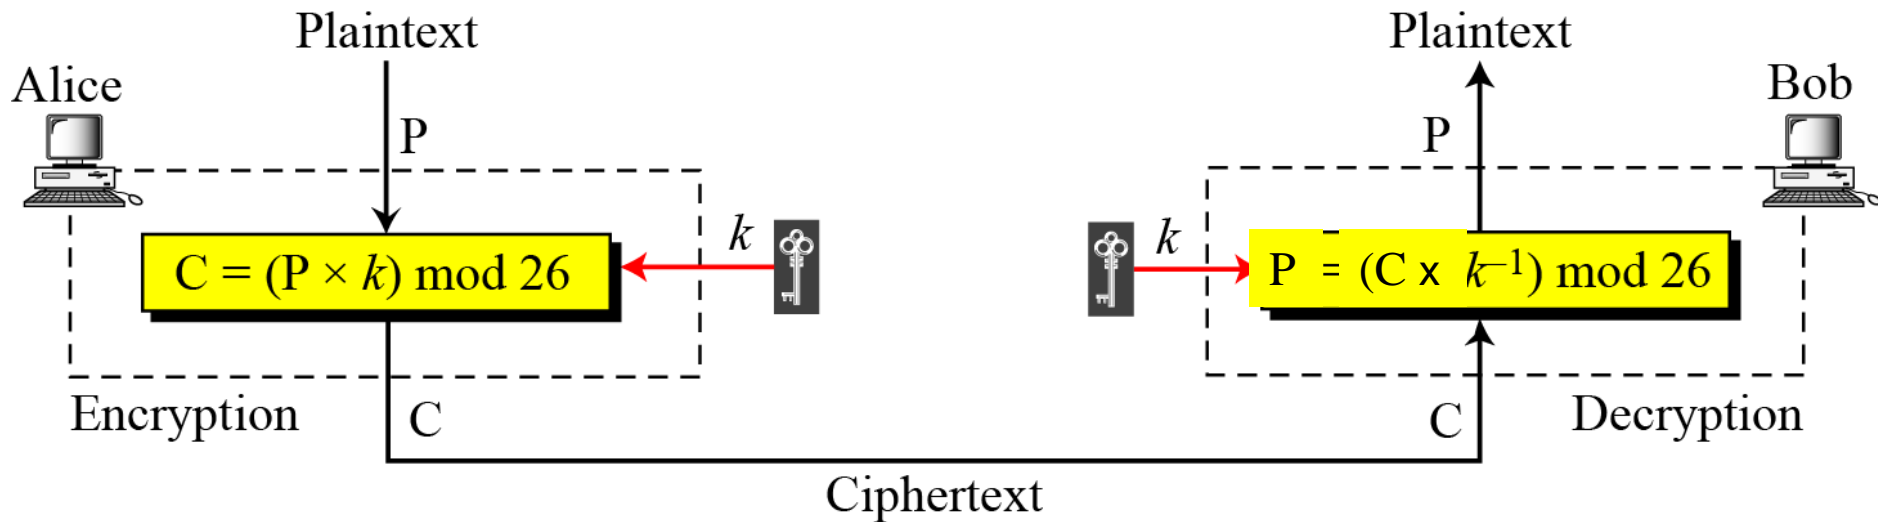 Plaintext
Plaintext
Alice
Bob
P
P
k
k
C = (P × k) mod 26
P = (C x k⁻¹) mod 26
Encryption
C
C
Decryption
Ciphertext